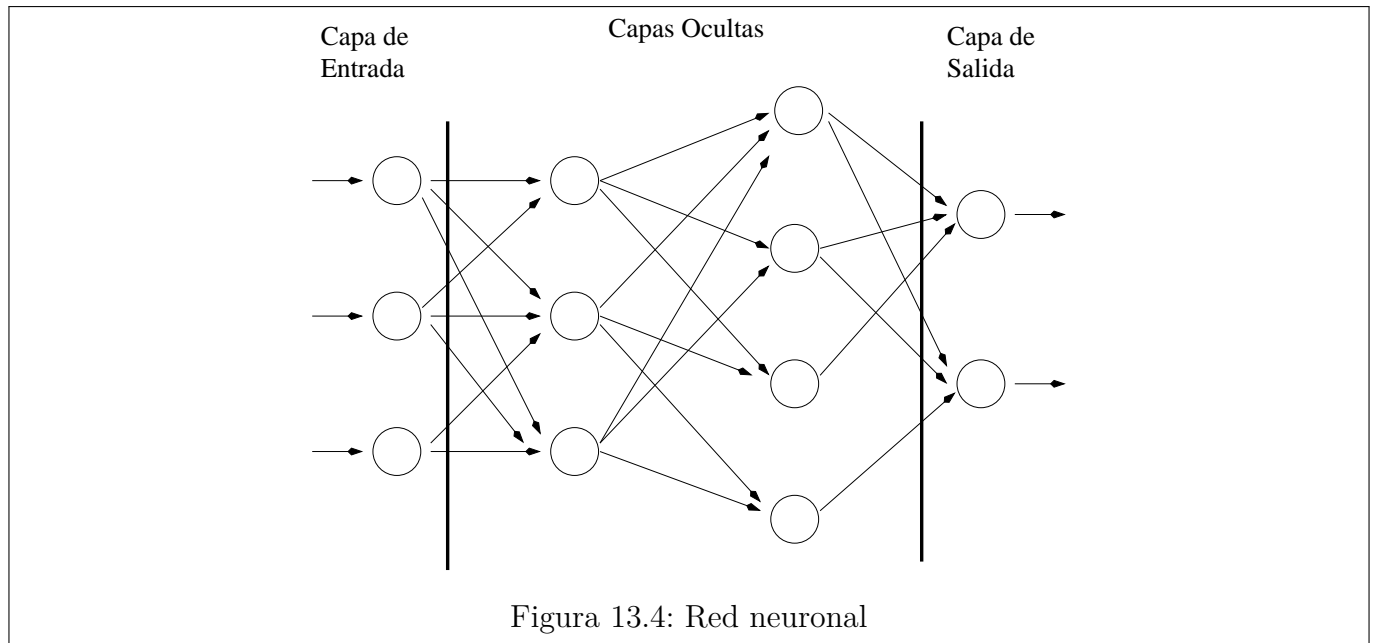 Capa de
Entrada
Capas Ocultas
Capa de
Salida
Figura 13.4: Red neuronal